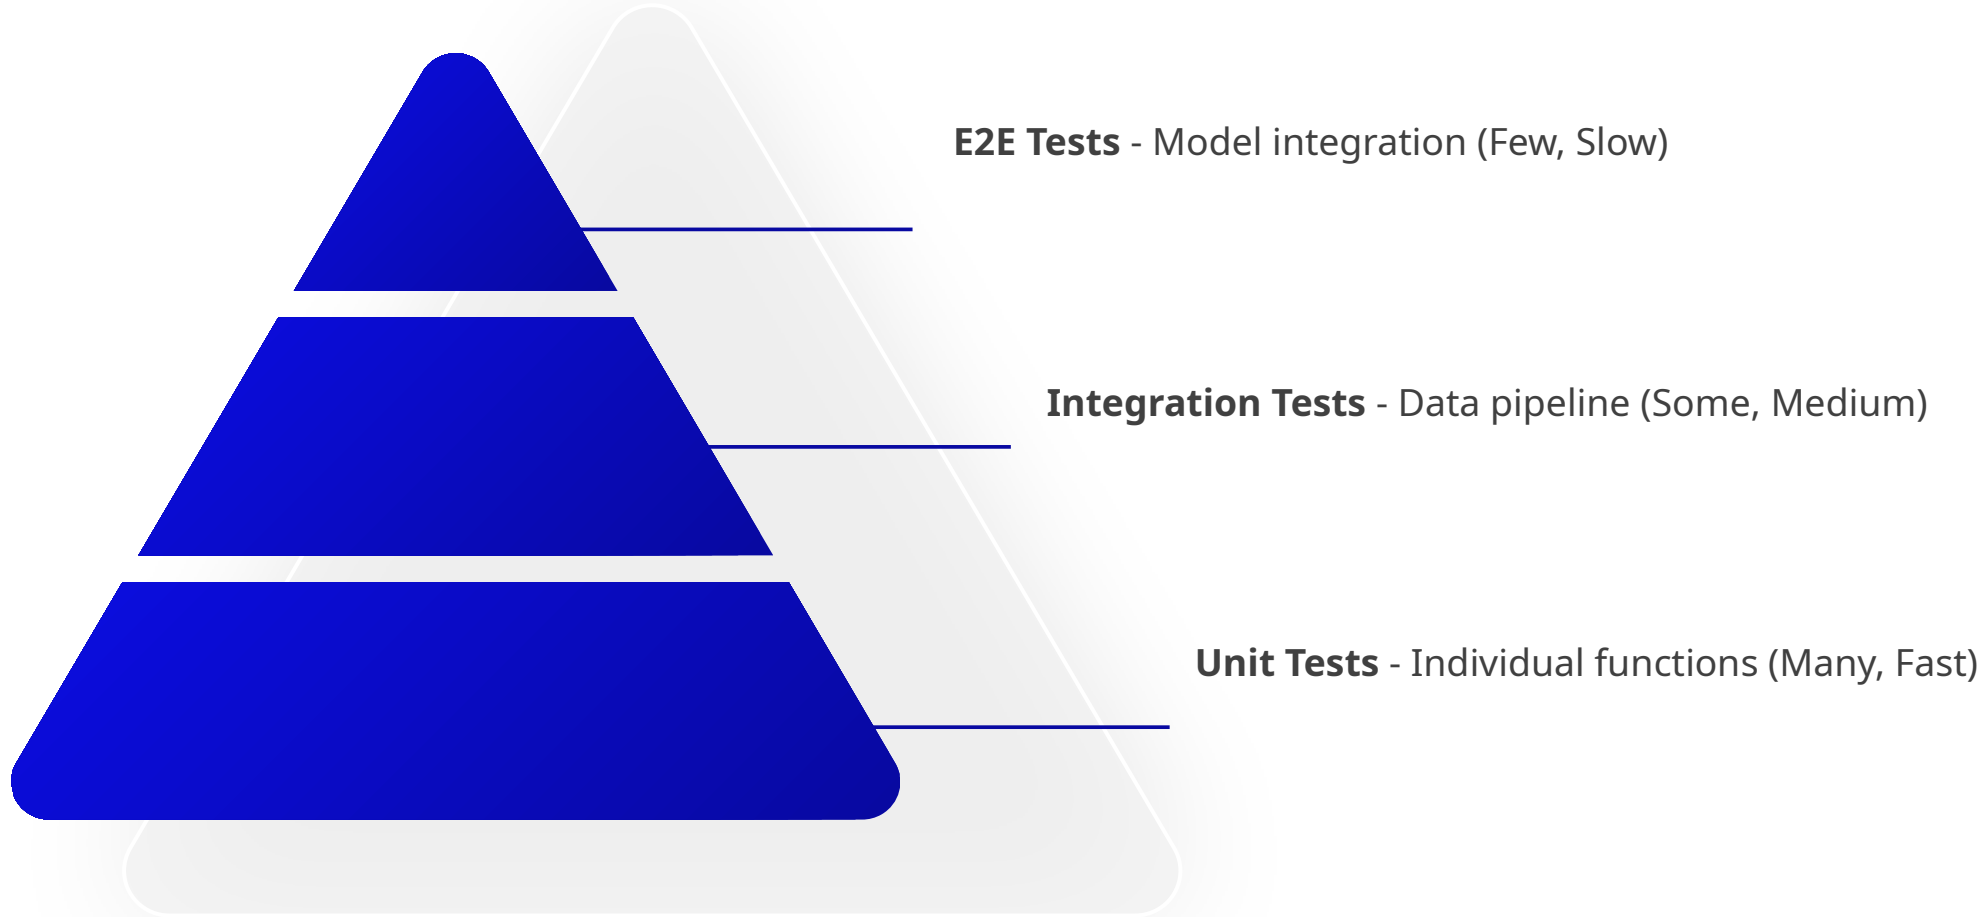 E2E Tests - Model integration (Few, Slow)
Integration Tests - Data pipeline (Some, Medium)
Unit Tests - Individual functions (Many, Fast)